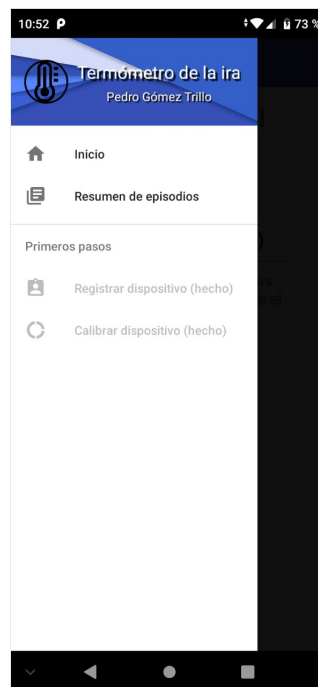 10:52 P 73 %
Termómetro de la ira
Pedro Gómez Trillo
Inicio
Resumen de episodios
Primeros pasos
Registrar dispositivo (hecho)
Calibrar dispositivo (hecho)